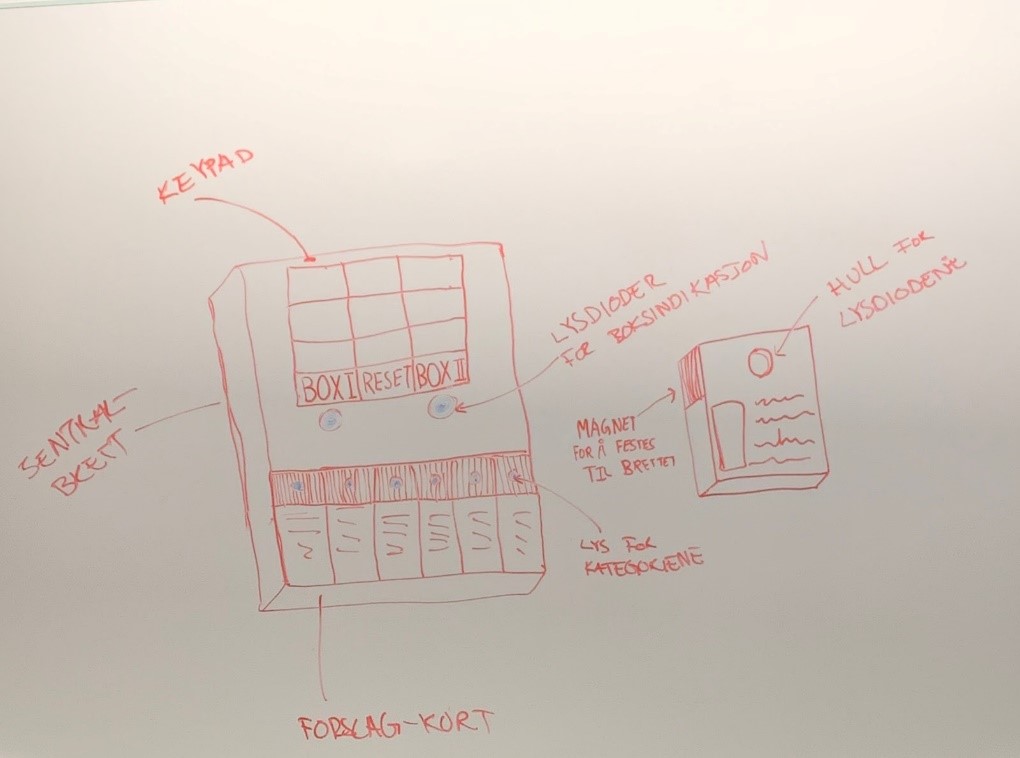 KEYPAD
LYSDIODER
FOR BOKSINDIKASJON
HULL FOR
LYSDIODENE
BOX I RESET BOX II
SENTRAL-
BRETT
MAGNET
FOR Å FESTES
TIL BRETTET
LYS FOR
KATEGORIENE
FORSLAG-KORT